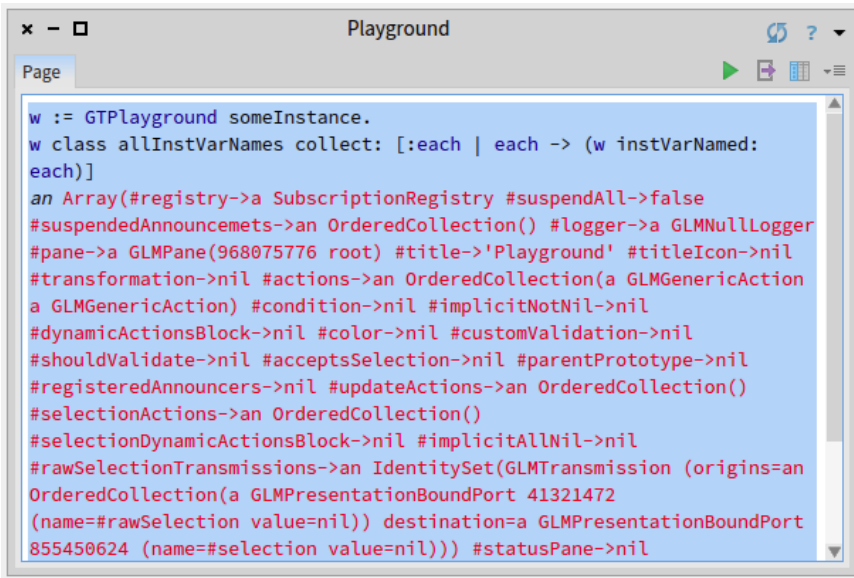 Playground
?
Page
w := GTPlayground someInstance.
w class allInstVarNames collect: [:each | each -> (w instVarNamed:
each)]
an Array(#registry->a SubscriptionRegistry #suspendAll->false
#suspendedAnnouncemets->an OrderedCollection() #logger->a GLMNullLogger
#pane->a GLMPane(968075776 root) #title->'Playground' #titleIcon->nil
#transformation->nil #actions->an OrderedCollection(a GLMGenericAction
a GLMGenericAction) #condition->nil #implicitNotNil->nil
#dynamicActionsBlock->nil #color->nil #customValidation->nil
#shouldValidate->nil #acceptsSelection->nil #parentPrototype->nil
#registeredAnnouncers->nil #updateActions->an OrderedCollection()
#selectionActions->an OrderedCollection()
#selectionDynamicActionsBlock->nil #implicitAllNil->nil
#rawSelectionTransmissions->an IdentitySet(GLMTransmission (origins=an
OrderedCollection(a GLMPresentationBoundPort 41321472
(name=#rawSelection value=nil)) destination=a GLMPresentationBoundPort
855450624 (name=#selection value=nil))) #statusPane->nil